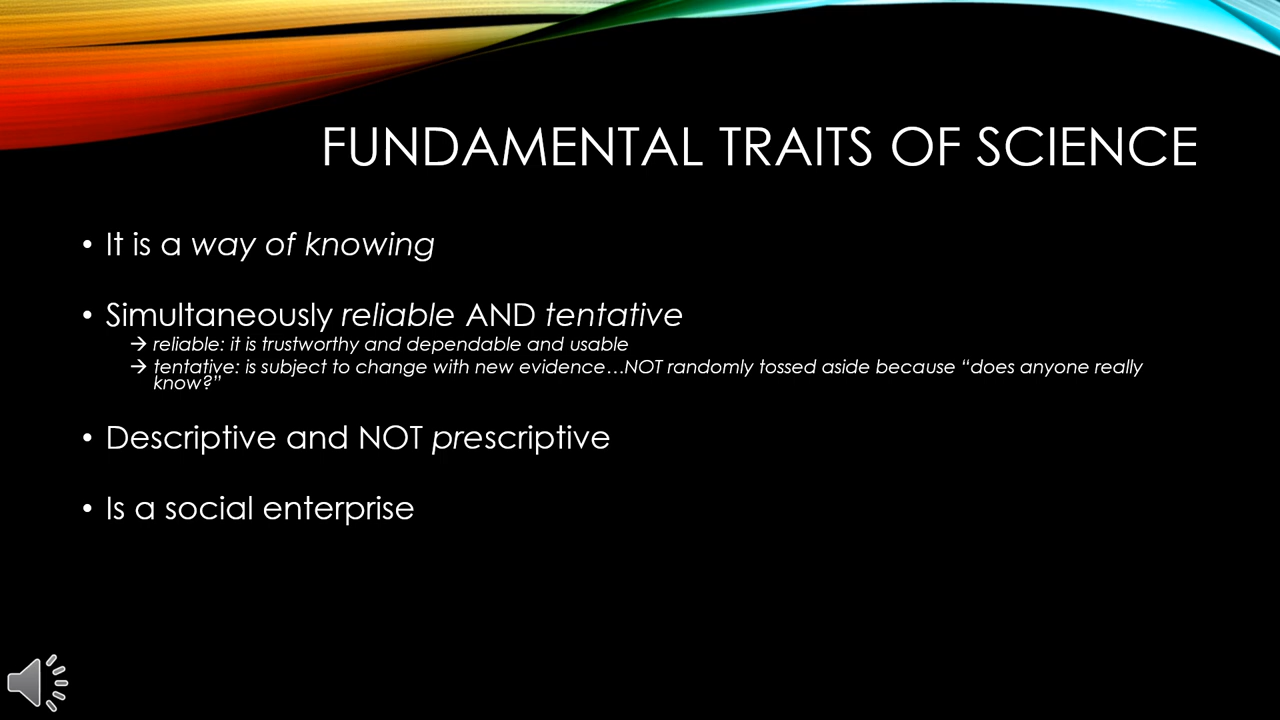 FUNDAMENTAL TRAITS OF SCIENCE
• It is a way of knowing
• Simultaneously reliable AND tentative
→ reliable: it is trustworthy and dependable and usable
→ tentative: is subject to change with new evidence…NOT randomly tossed aside because “does anyone really
know?”
• Descriptive and NOT prescriptive
• Is a social enterprise